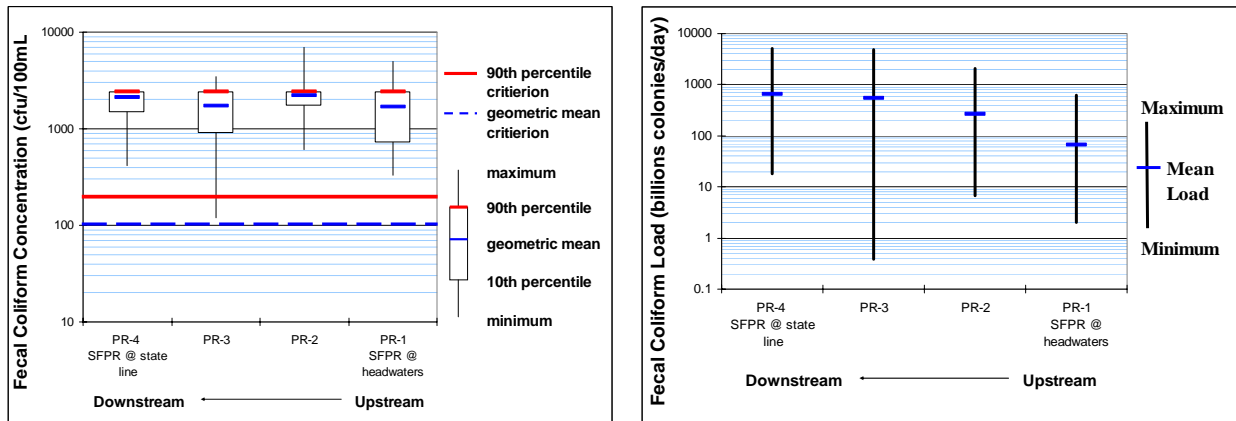 Fecal Coliform Concentration (cfu/100mL
10000
1000
100
10
PR-4
SFPR @ state
line
PR-3
PR-2
PR-1
SFPR @
headwaters
Downstream
Upstream
90th percentile
critierion
geometric mean
critierion
maximum
90th percentile
geometric mean
10th percentile
minimum
Fecal Coliform Load (billions colonies/day)
10000
1000
100
10
1
0.1
PR-4
SFPR @ state
line
PR-3
PR-2
PR-1
SFPR @
headwaters
Downstream
Upstream
Maximum
Mean
Load
Minimum